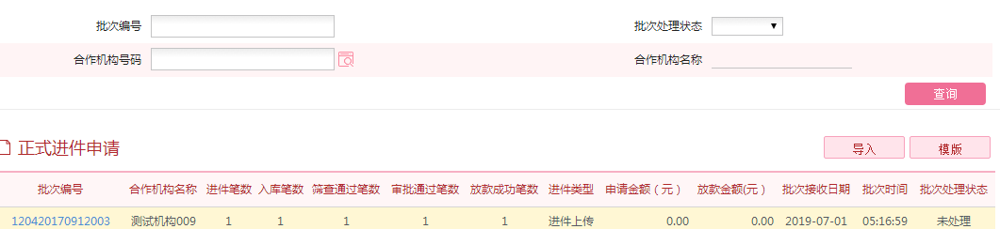 批次编号 批次处理状态
合作机构号码 合作机构名称
查询
正式进件申请 导入 模版
批次编号 合作机构名称 进件笔数 入库笔数 筛查通过笔数 审批通过笔数 放款成功笔数 进件类型 申请金额（元） 放款金额(元） 批次接收日期 批次时间 批次处理状态
120420170912003 测试机构009 1 1 1 1 1 进件上传 0.00 0.00 2019-07-01 05:16:59 未处理